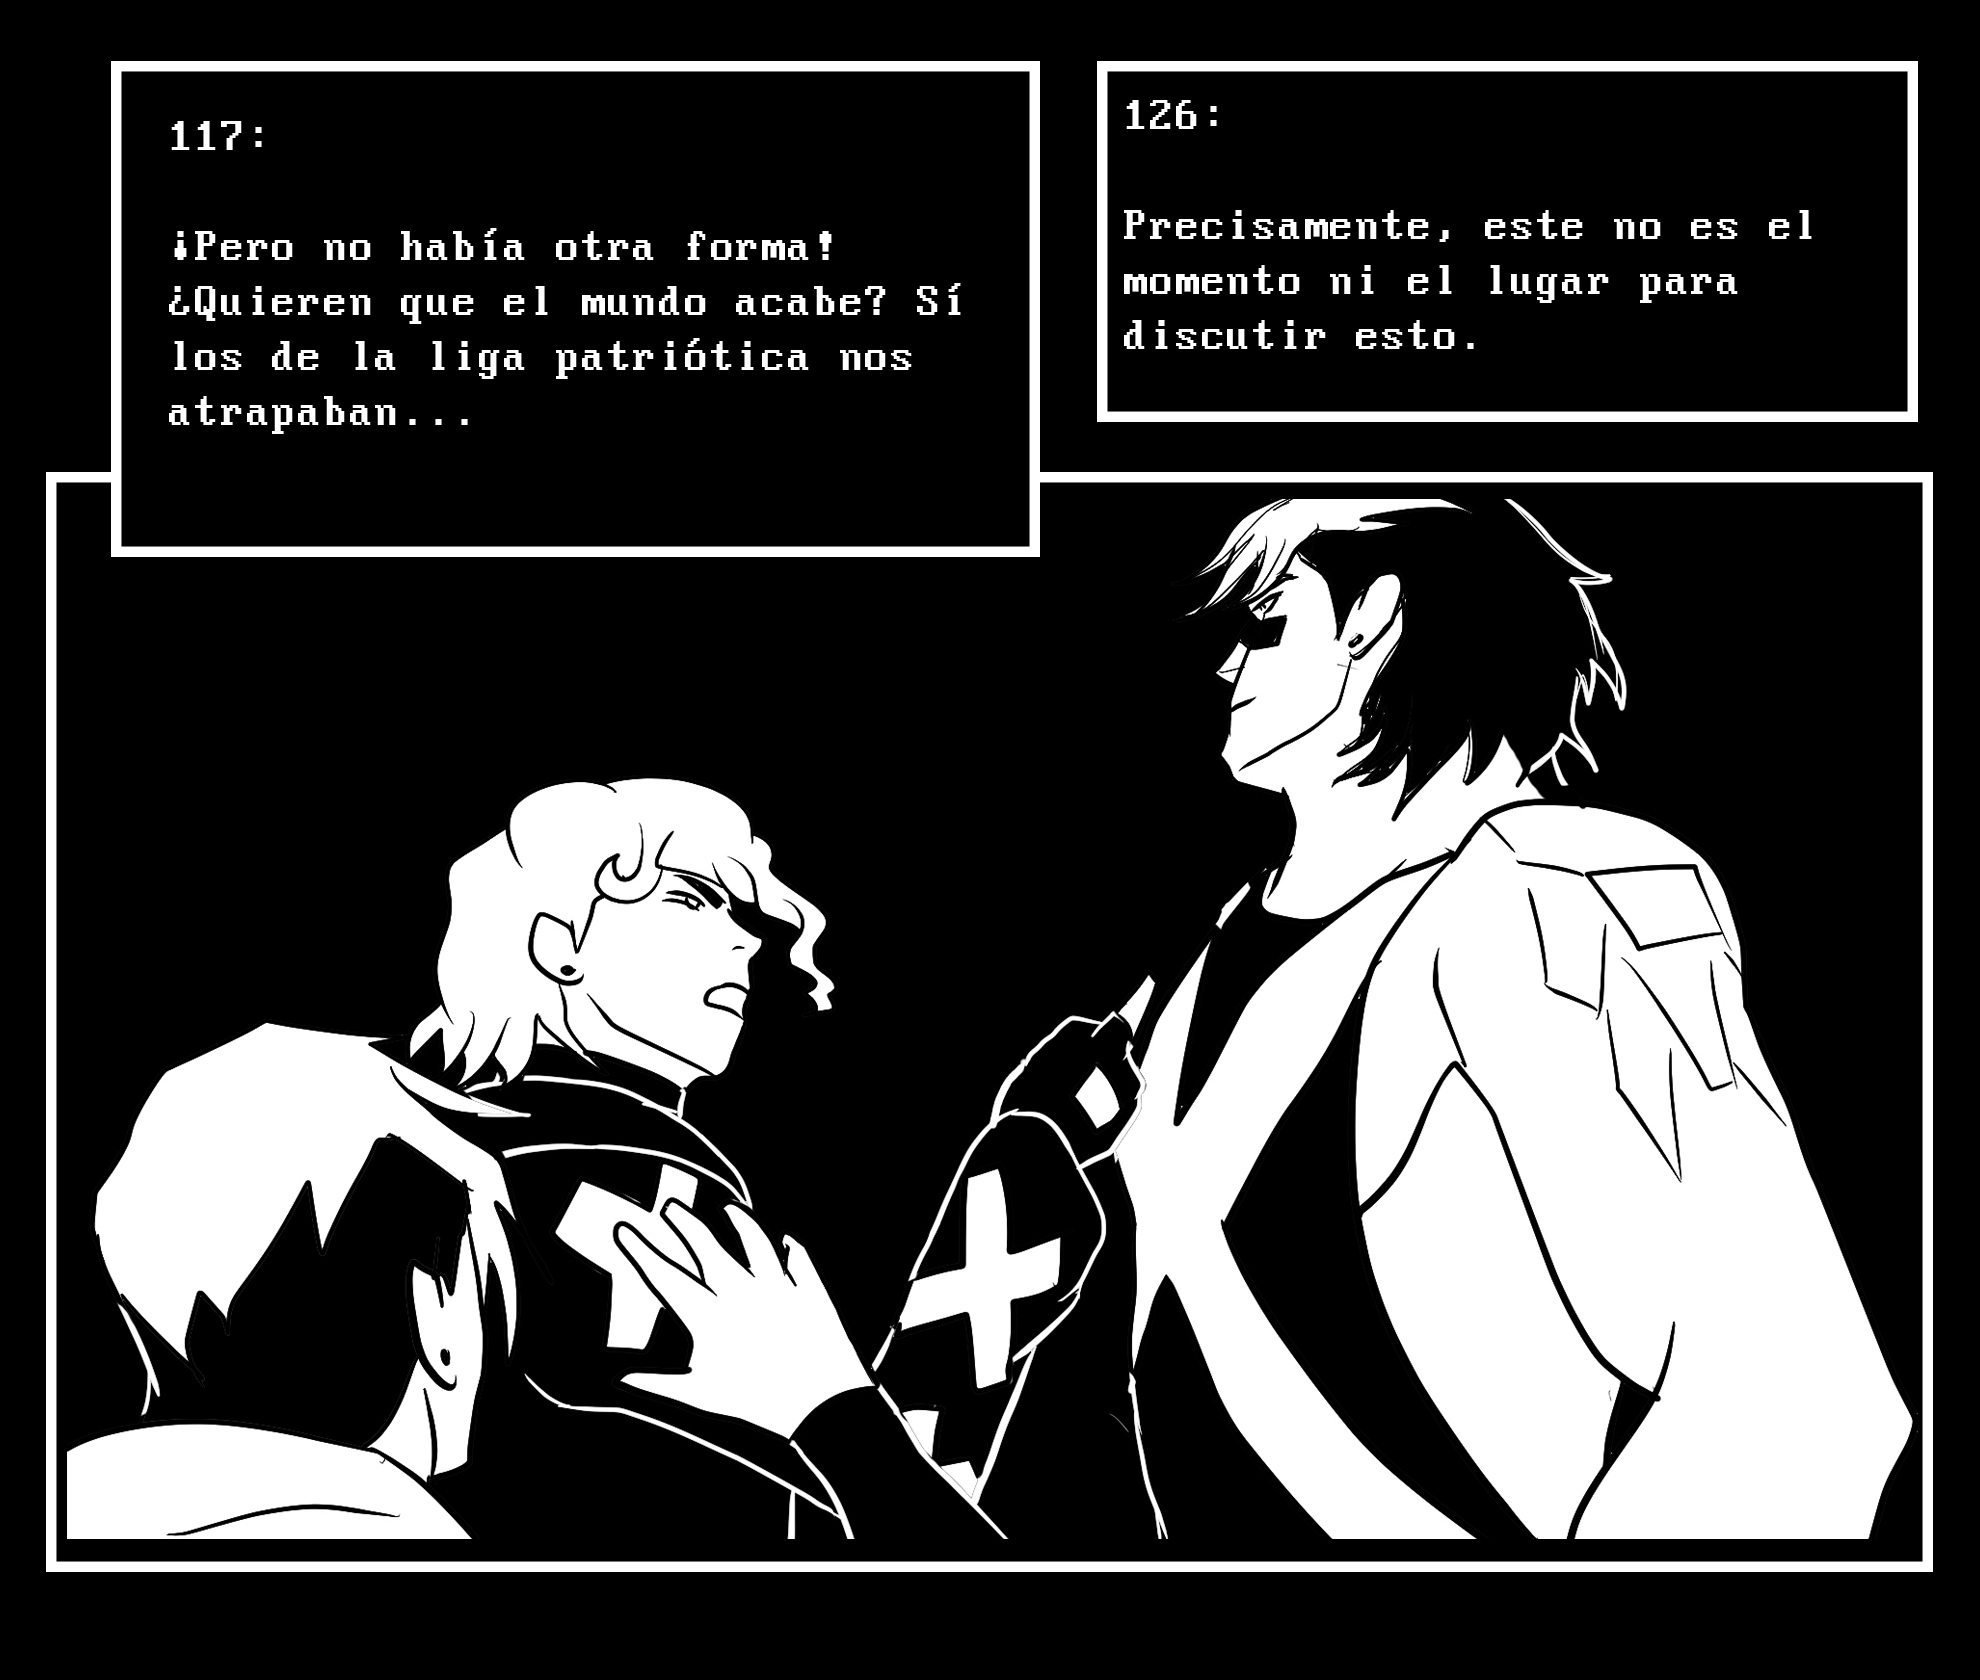 117:
¡Pero no había otra forma!
¿Quieren que el mundo acabe? Sí
los de la liga patriótica nos
atrapaban...
126:
Precisamente, este no es el
momento ni el lugar para
discutir esto.